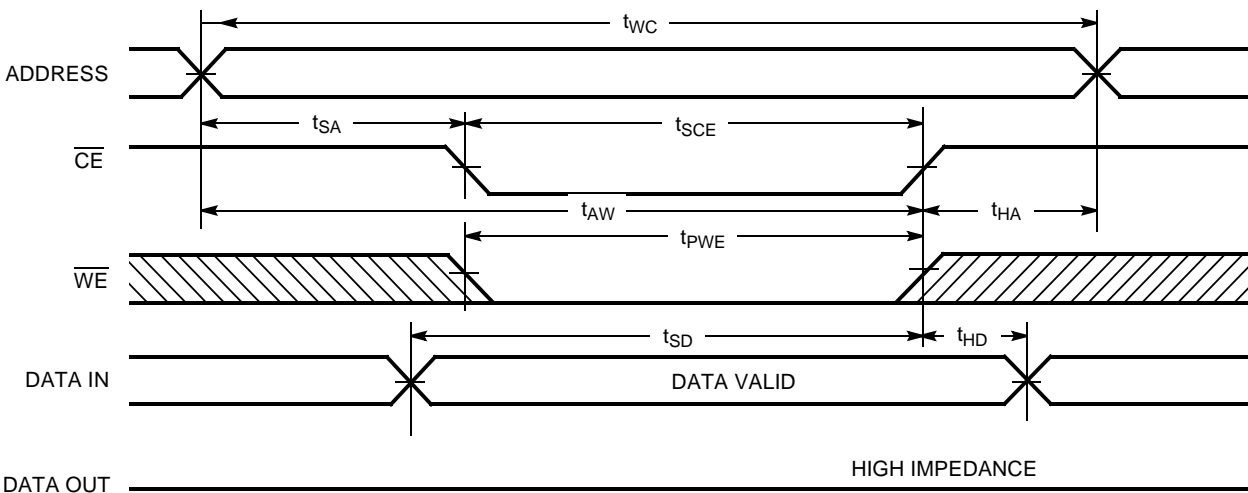 tWC
ADDRESS
tSA
tSCE
CE
tAW
tHA
tPWE
WE
tSD
tHD
DATA IN
DATA VALID
HIGH IMPEDANCE
DATA OUT